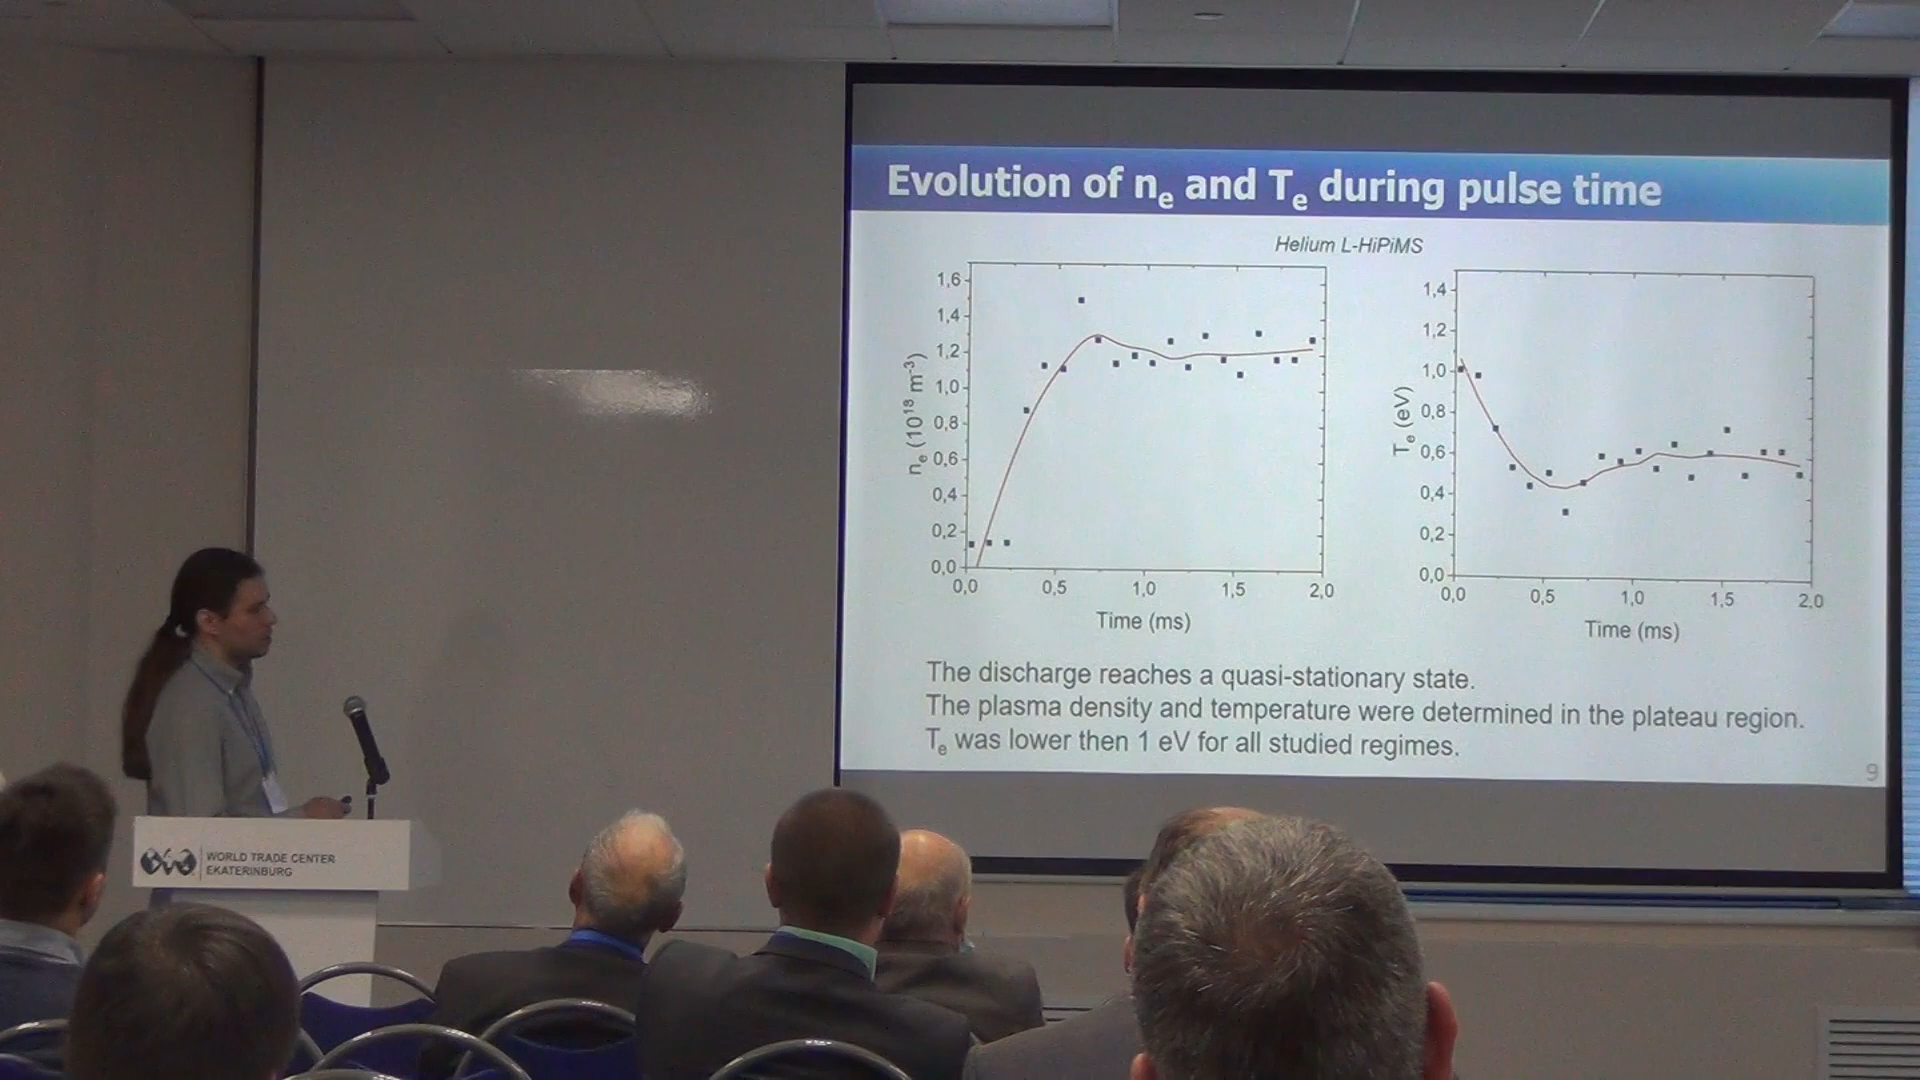 Evolution of nₑ and Tₑ during pulse time
Helium L-HiPiMS
nₑ (10¹⁸ m⁻³)
1,6
1,4
1,2
1,0
0,8
0,6
0,4
0,2
0,0
0,0 0,5 1,0 1,5 2,0
Time (ms)
Tₑ (eV)
1,4
1,2
1,0
0,8
0,6
0,4
0,2
0,0
0,0 0,5 1,0 1,5 2,0
Time (ms)
The discharge reaches a quasi-stationary state.
The plasma density and temperature were determined in the plateau region.
Tₑ was lower then 1 eV for all studied regimes.
9
WORLD TRADE CENTER
EKATERINBURG